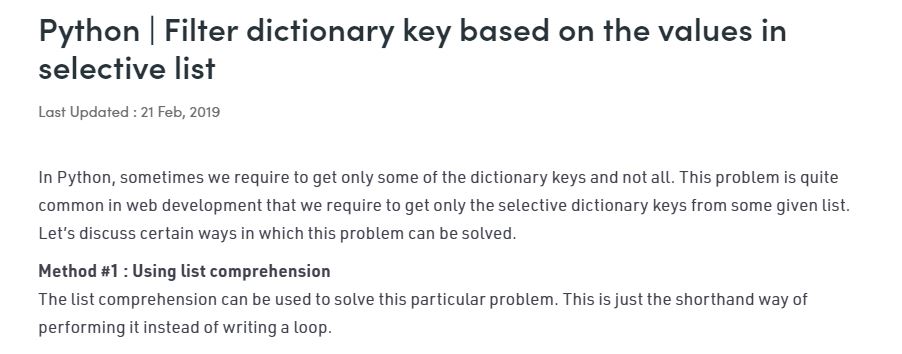 Python | Filter dictionary key based on the values in
selective list
Last Updated : 21 Feb, 2019
In Python, sometimes we require to get only some of the dictionary keys and not all. This problem is quite
common in web development that we require to get only the selective dictionary keys from some given list.
Let’s discuss certain ways in which this problem can be solved.
Method #1 : Using list comprehension
The list comprehension can be used to solve this particular problem. This is just the shorthand way of
performing it instead of writing a loop.